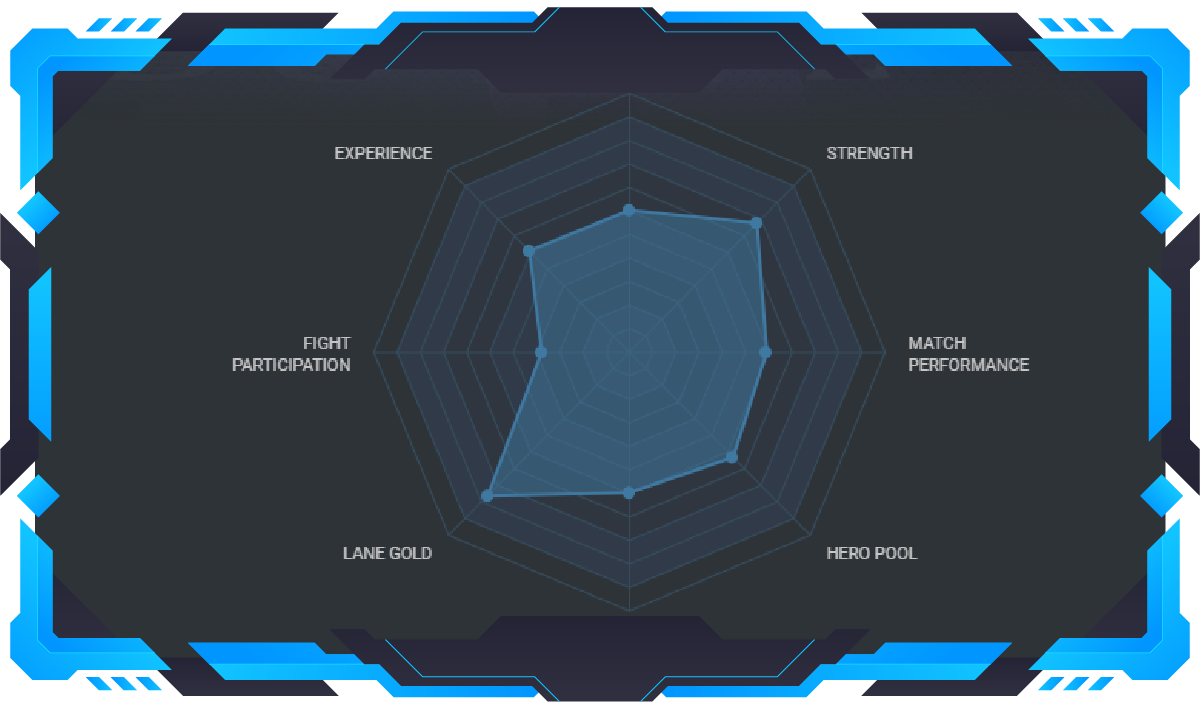 EXPERIENCE
STRENGTH
FIGHT
PARTICIPATION
MATCH
PERFORMANCE
LANE GOLD
HERO POOL